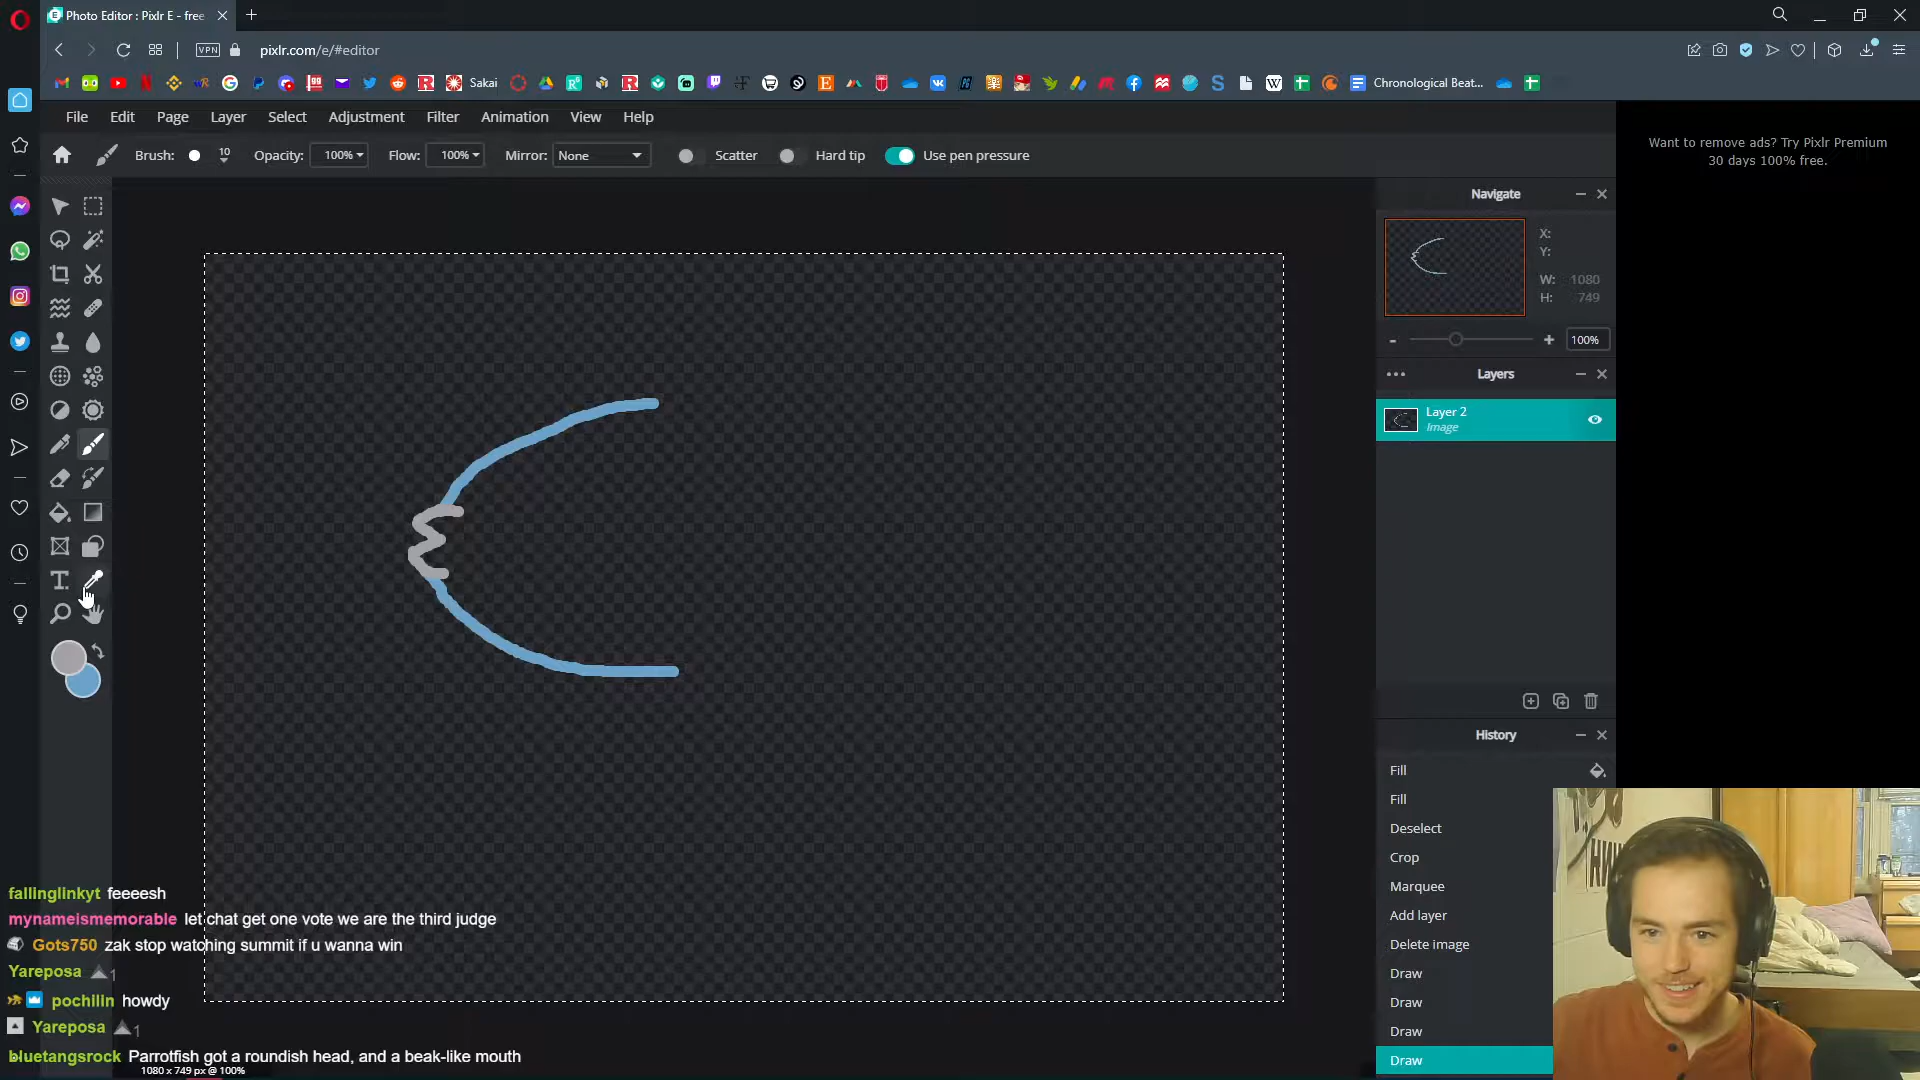 Photo Editor : Pixlr E - free
VPN
pixlr.com/e/#editor
Sakai
Chronological Beat...
File Edit Page Layer Select Adjustment Filter Animation View Help
Brush: 10 Opacity: 100% Flow: 100% Mirror: None Scatter Hard tip Use pen pressure
Want to remove ads? Try Pixlr Premium
30 days 100% free.
Navigate
X:
Y:
W: 1080
H: 749
100%
Layers
Layer 2
Image
History
Fill
Fill
Deselect
Crop
Marquee
Add layer
Delete image
Draw
Draw
Draw
Draw
fallinglinkyt feeeesh
mynameismemorable let chat get one vote we are the third judge
Gots750 zak stop watching summit if u wanna win
Yareposa 1
pochilin howdy
Yareposa 1
bluetangsrock Parrotfish got a roundish head, and a beak-like mouth
1080 x 749 px @ 100%